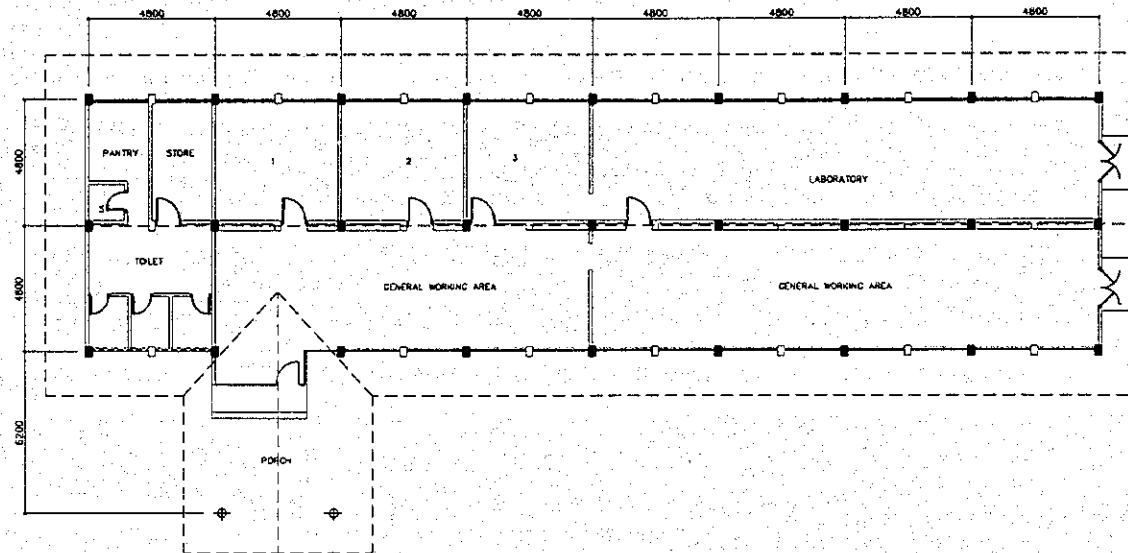 4800 4800 4800 4800 4800 4800 4800 4800
4800
PANTRY
STORE
1
2
3
LABORATORY
TOILET
4800
GENERAL WORKING AREA
GENERAL WORKING AREA
6200
PORCH